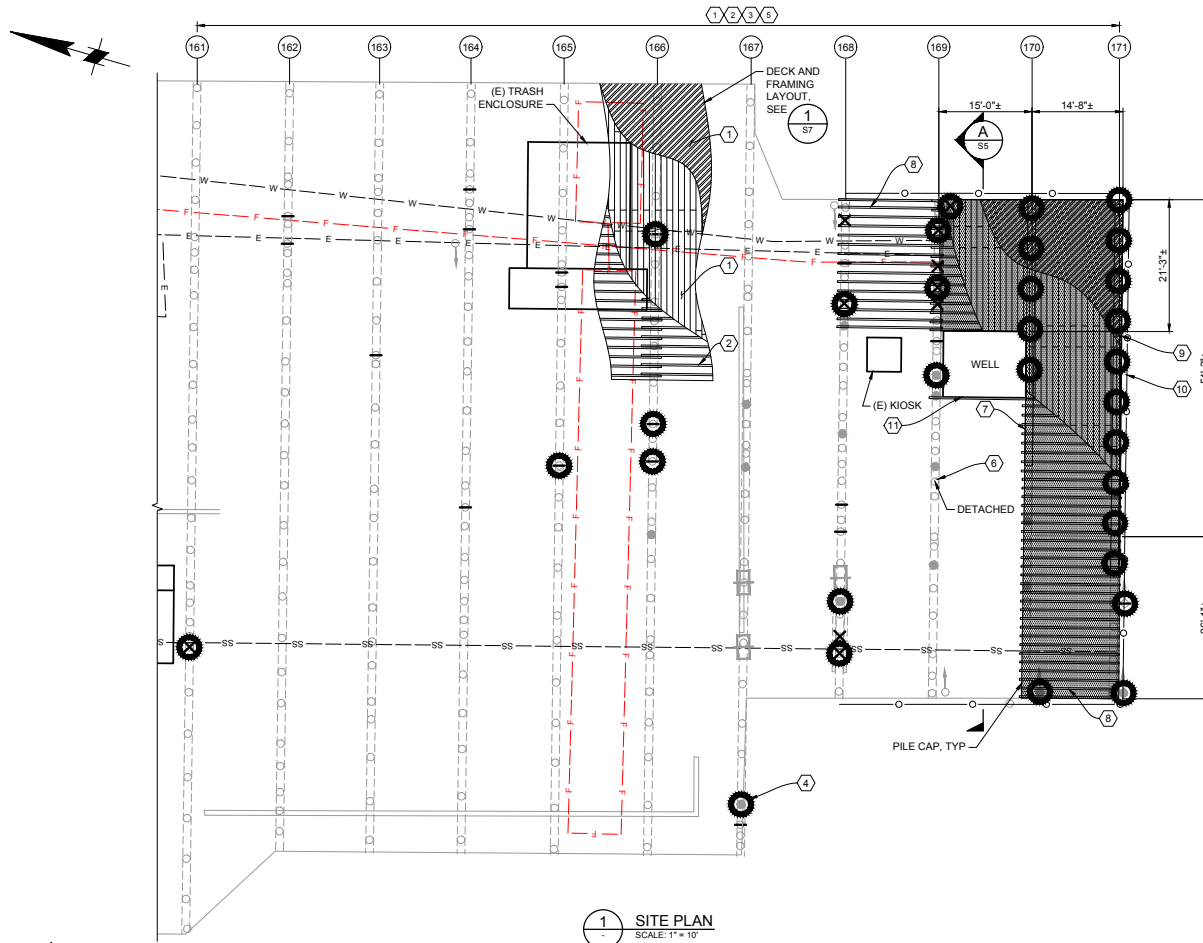 1 2 3 5
161 162 163 164 165 166 167 168 169 170 171
(E) TRASH
ENCLOSURE
DECK AND
FRAMING
LAYOUT,
SEE
1
S7
15'-0"±
14'-8"±
A
S5
1
8
21'-3"±
W W W W W W W W W
F F F F F F F F
E E E E E E E E
1
2
WELL
9
10
(E) KIOSK
7
11
6
DETACHED
SS SS SS SS SS SS SS SS SS SS SS
8
PILE CAP, TYP
4
1
-
SITE PLAN
SCALE: 1" = 10'